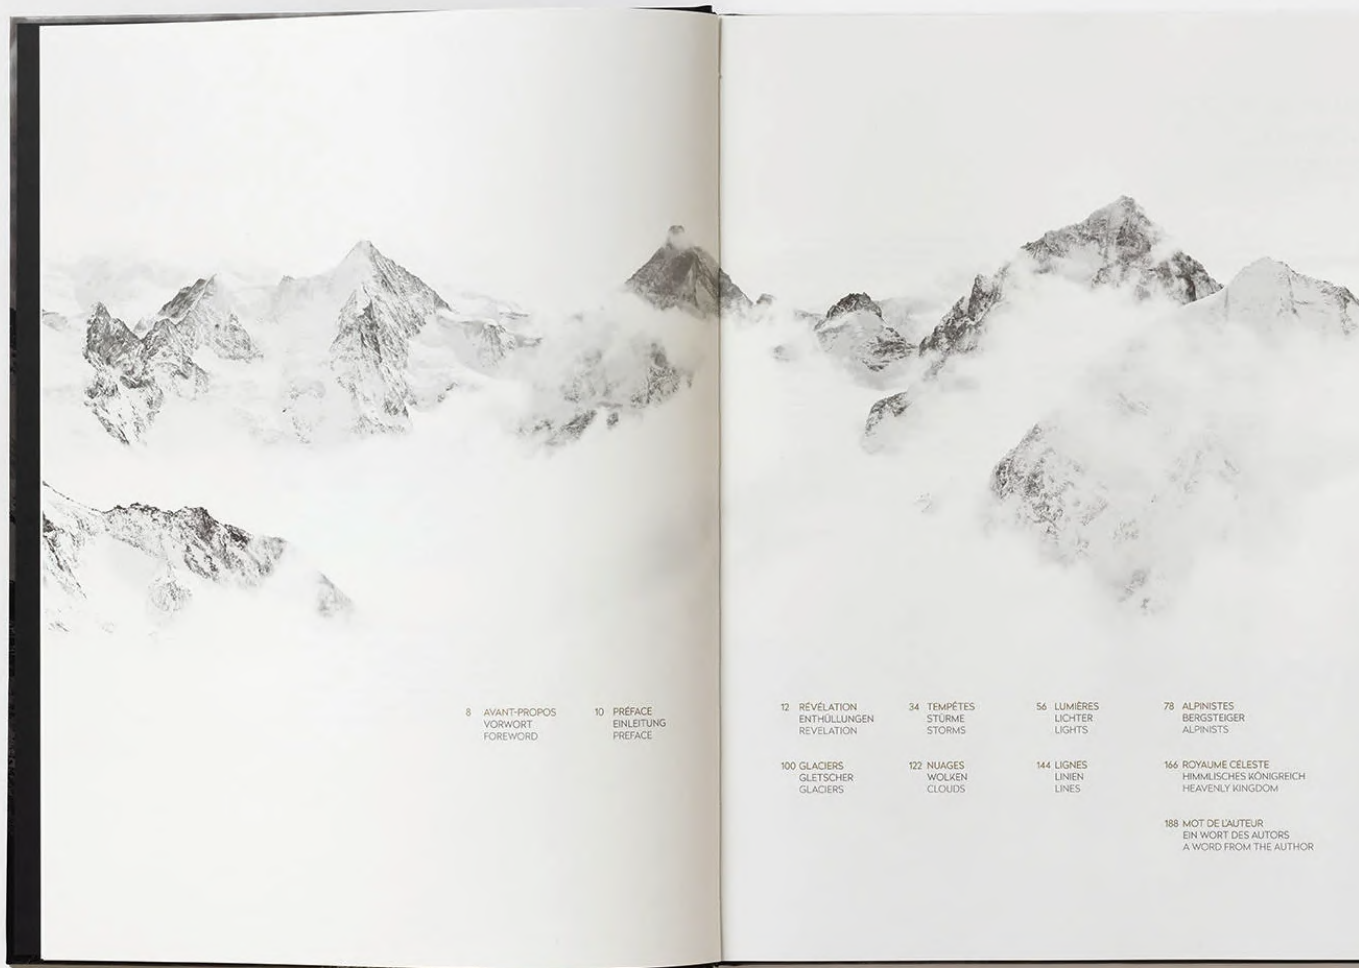 8 AVANT-PROPOS
VORWORT
FOREWORD
10 PRÉFACE
EINLEITUNG
PREFACE
12 RÉVÉLATION
ENTHÜLLUNGEN
REVELATION
34 TEMPÊTES
STÜRME
STORMS
56 LUMIÈRES
LICHTER
LIGHTS
78 ALPINISTES
BERGSTEIGER
ALPINISTS
100 GLACIERS
GLETSCHER
GLACIERS
122 NUAGES
WOLKEN
CLOUDS
144 LIGNES
LINIEN
LINES
166 ROYAUME CÉLESTE
HIMMLISCHES KÖNIGREICH
HEAVENLY KINGDOM
188 MOT DE L'AUTEUR
EIN WORT DES AUTORS
A WORD FROM THE AUTHOR